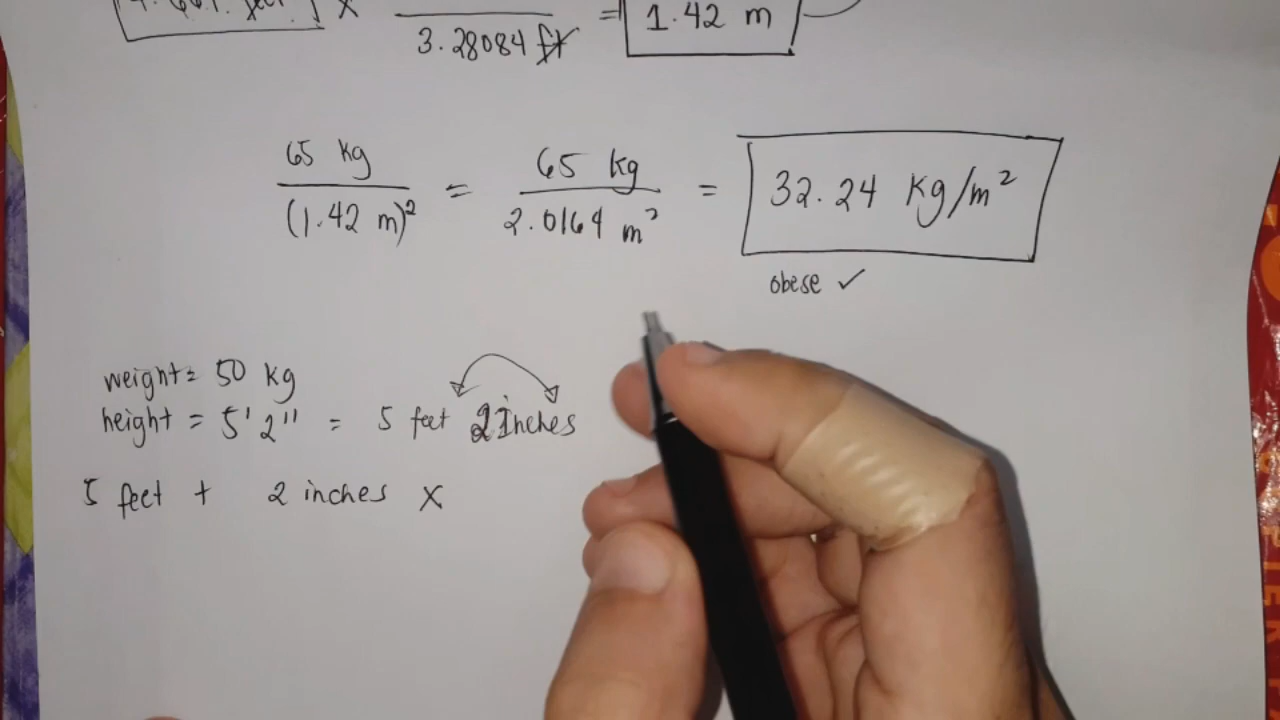 x = 1.42 m
3.28084 ft
65 kg / (1.42 m)² = 65 kg / 2.0164 m² = 32.24 kg/m²
obese ✓
weight = 50 kg
height = 5'2" = 5 feet 2 inches
5 feet + 2 inches x